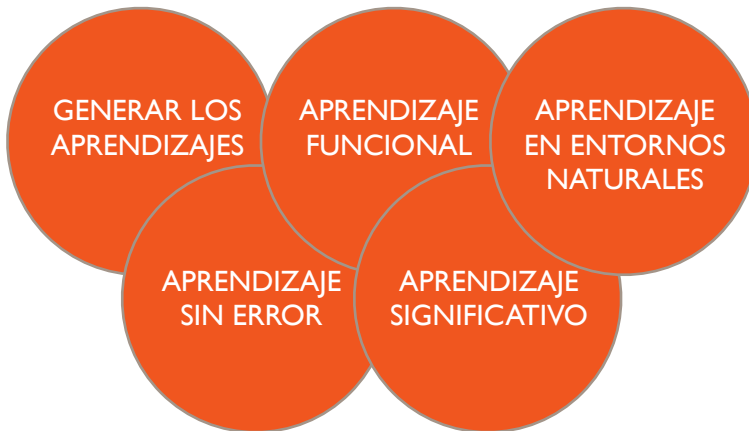 GENERAR LOS
APRENDIZAJES
APRENDIZAJE
FUNCIONAL
APRENDIZAJE
EN ENTORNOS
NATURALES
APRENDIZAJE
SIN ERROR
APRENDIZAJE
SIGNIFICATIVO